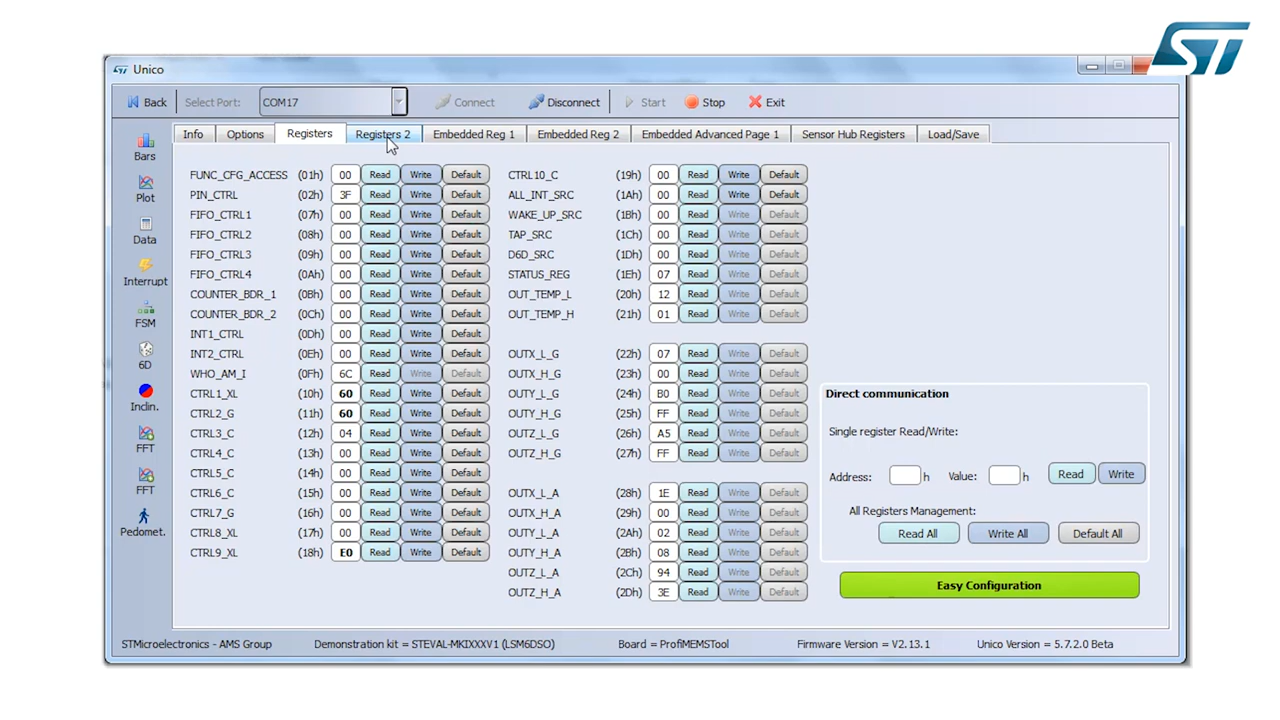 ST
Unico
Back Select Port: COM17 Connect Disconnect Start Stop Exit
Info Options Registers Registers 2 Embedded Reg 1 Embedded Reg 2 Embedded Advanced Page 1 Sensor Hub Registers Load/Save
Bars
Plot
Data
Interrupt
FSM
6D
Inclin.
FFT
FFT
Pedomet.
FUNC_CFG_ACCESS (01h) 00 Read Write Default
PIN_CTRL (02h) 3F Read Write Default
FIFO_CTRL1 (07h) 00 Read Write Default
FIFO_CTRL2 (08h) 00 Read Write Default
FIFO_CTRL3 (09h) 00 Read Write Default
FIFO_CTRL4 (0Ah) 00 Read Write Default
COUNTER_BDR_1 (0Bh) 00 Read Write Default
COUNTER_BDR_2 (0Ch) 00 Read Write Default
INT1_CTRL (0Dh) 00 Read Write Default
INT2_CTRL (0Eh) 00 Read Write Default
WHO_AM_I (0Fh) 6C Read Write Default
CTRL1_XL (10h) 60 Read Write Default
CTRL2_G (11h) 60 Read Write Default
CTRL3_C (12h) 04 Read Write Default
CTRL4_C (13h) 00 Read Write Default
CTRL5_C (14h) 00 Read Write Default
CTRL6_C (15h) 00 Read Write Default
CTRL7_G (16h) 00 Read Write Default
CTRL8_XL (17h) 00 Read Write Default
CTRL9_XL (18h) E0 Read Write Default
CTRL10_C (19h) 00 Read Write Default
ALL_INT_SRC (1Ah) 00 Read Write Default
WAKE_UP_SRC (1Bh) 00 Read Write Default
TAP_SRC (1Ch) 00 Read Write Default
D6D_SRC (1Dh) 00 Read Write Default
STATUS_REG (1Eh) 07 Read Write Default
OUT_TEMP_L (20h) 12 Read Write Default
OUT_TEMP_H (21h) 01 Read Write Default
OUTX_L_G (22h) 07 Read Write Default
OUTX_H_G (23h) 00 Read Write Default
OUTY_L_G (24h) B0 Read Write Default
OUTY_H_G (25h) FF Read Write Default
OUTZ_L_G (26h) A5 Read Write Default
OUTZ_H_G (27h) FF Read Write Default
OUTX_L_A (28h) 1E Read Write Default
OUTX_H_A (29h) 00 Read Write Default
OUTY_L_A (2Ah) 02 Read Write Default
OUTY_H_A (2Bh) 08 Read Write Default
OUTZ_L_A (2Ch) 94 Read Write Default
OUTZ_H_A (2Dh) 3E Read Write Default
Direct communication
Single register Read/Write:
Address: h Value: h Read Write
All Registers Management:
Read All Write All Default All
Easy Configuration
STMicroelectronics - AMS Group Demonstration kit = STEVAL-MKIXXXV1 (LSM6DSO) Board = ProfiMEMSTool Firmware Version = V2.13.1 Unico Version = 5.7.2.0 Beta